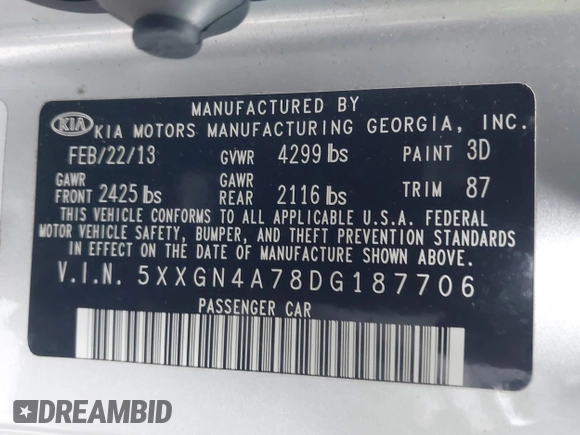 MANUFACTURED BY
KIA KIA MOTORS MANUFACTURING GEORGIA, INC.
FEB/22/13 GVWR 4299 lbs PAINT 3D
GAWR FRONT 2425 lbs GAWR REAR 2116 lbs TRIM 87
THIS VEHICLE CONFORMS TO ALL APPLICABLE U.S.A. FEDERAL
MOTOR VEHICLE SAFETY, BUMPER, AND THEFT PREVENTION STANDARDS
IN EFFECT ON THE DATE OF MANUFACTURE SHOWN ABOVE.
V.I.N. 5XXGN4A78DG187706
PASSENGER CAR
DREAMBID